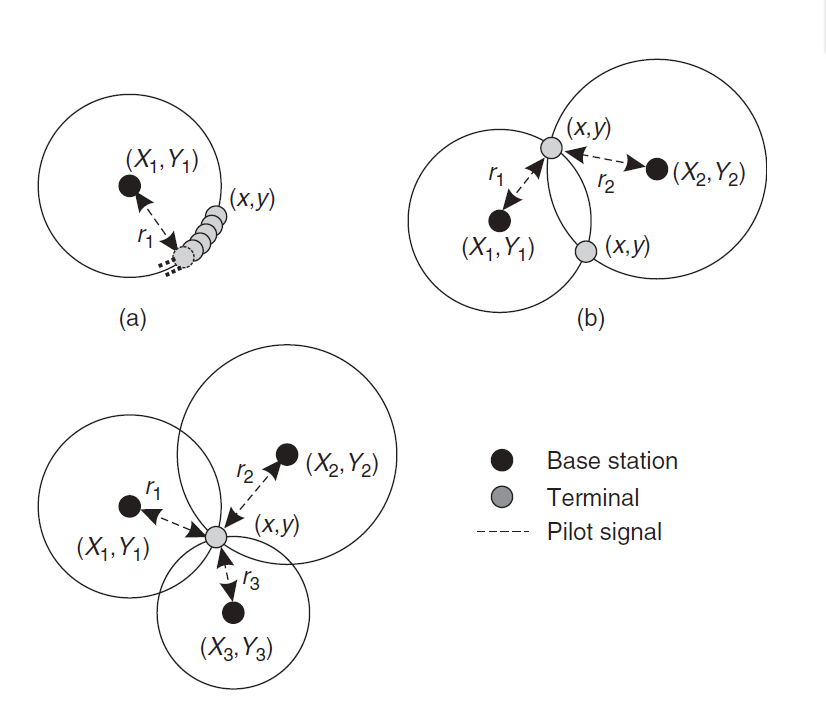 (X₁,Y₁)
(x,y)
r₁
(a)
(x,y)
r₁
r₂
(X₂,Y₂)
(X₁,Y₁)
(x,y)
(b)
r₁
r₂
(X₂,Y₂)
(x,y)
(X₁,Y₁)
r₃
(X₃,Y₃)
Base station
Terminal
Pilot signal